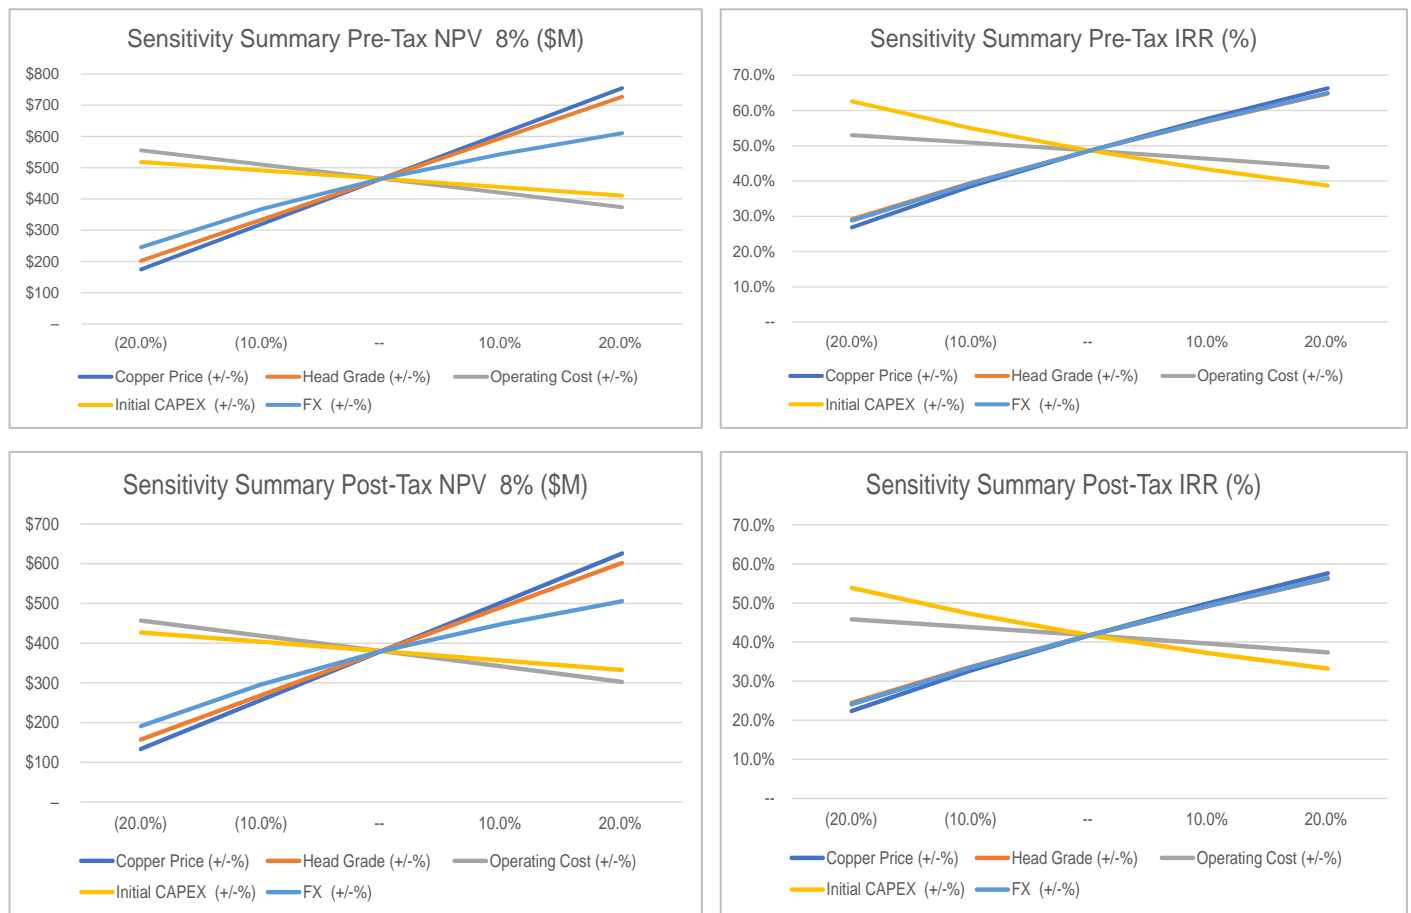 Sensitivity Summary Pre-Tax NPV  8% ($M)
$800
$700
$600
$500
$400
$300
$200
$100
–
(20.0%) (10.0%) -- 10.0% 20.0%
Copper Price (+/-%) Head Grade (+/-%) Operating Cost (+/-%)
Initial CAPEX  (+/-%) FX  (+/-%)
Sensitivity Summary Pre-Tax IRR (%)
70.0%
60.0%
50.0%
40.0%
30.0%
20.0%
10.0%
--
(20.0%) (10.0%) -- 10.0% 20.0%
Copper Price (+/-%) Head Grade (+/-%) Operating Cost (+/-%)
Initial CAPEX  (+/-%) FX  (+/-%)
Sensitivity Summary Post-Tax NPV  8% ($M)
$700
$600
$500
$400
$300
$200
$100
–
(20.0%) (10.0%) -- 10.0% 20.0%
Copper Price (+/-%) Head Grade (+/-%) Operating Cost (+/-%)
Initial CAPEX  (+/-%) FX  (+/-%)
Sensitivity Summary Post-Tax IRR (%)
70.0%
60.0%
50.0%
40.0%
30.0%
20.0%
10.0%
--
(20.0%) (10.0%) -- 10.0% 20.0%
Copper Price (+/-%) Head Grade (+/-%) Operating Cost (+/-%)
Initial CAPEX  (+/-%) FX  (+/-%)